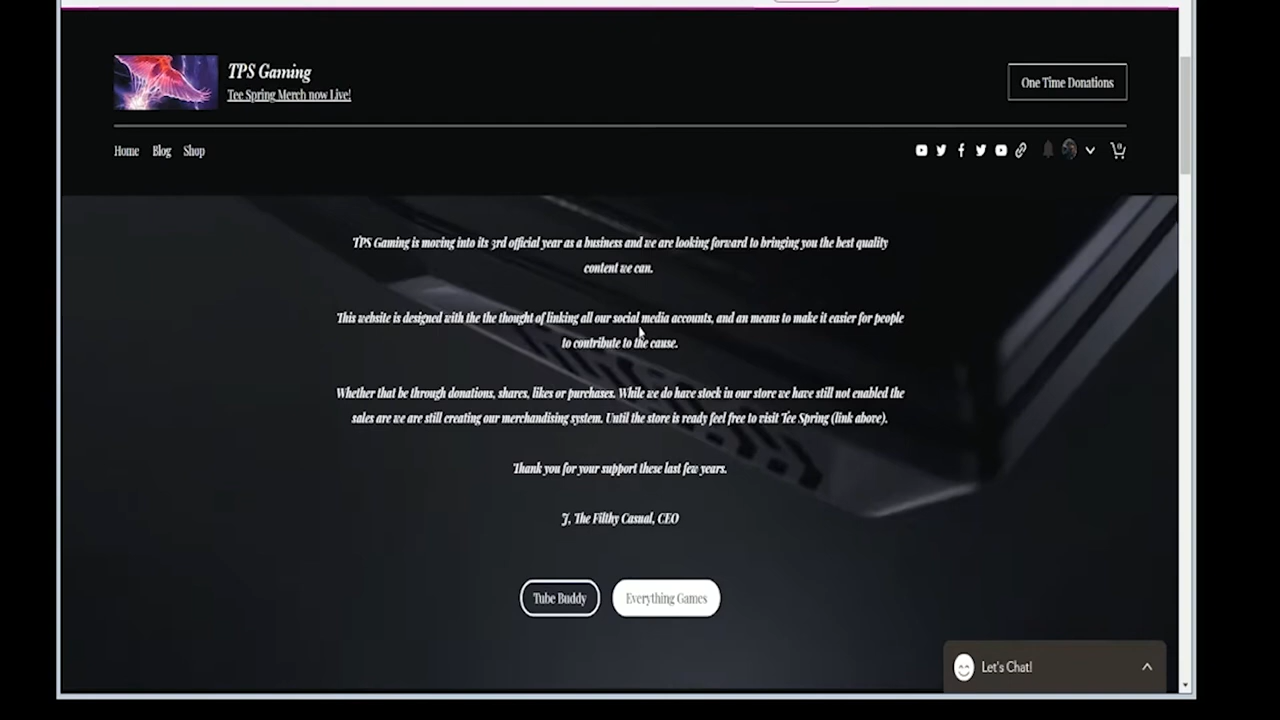 TPS Gaming
Tee Spring Merch now Live!
One Time Donations
Home Blog Shop
0
TPS Gaming is moving into its 3rd official year as a business and we are looking forward to bringing you the best quality
content we can.
This website is designed with the the thought of linking all our social media accounts, and an means to make it easier for people
to contribute to the cause.
Whether that be through donations, shares, likes or purchases. While we do have stock in our store we have still not enabled the
sales are we are still creating our merchandising system. Until the store is ready feel free to visit Tee Spring (link above).
Thank you for your support these last few years.
J, The Filthy Casual, CEO
Tube Buddy Everything Games
Let's Chat!